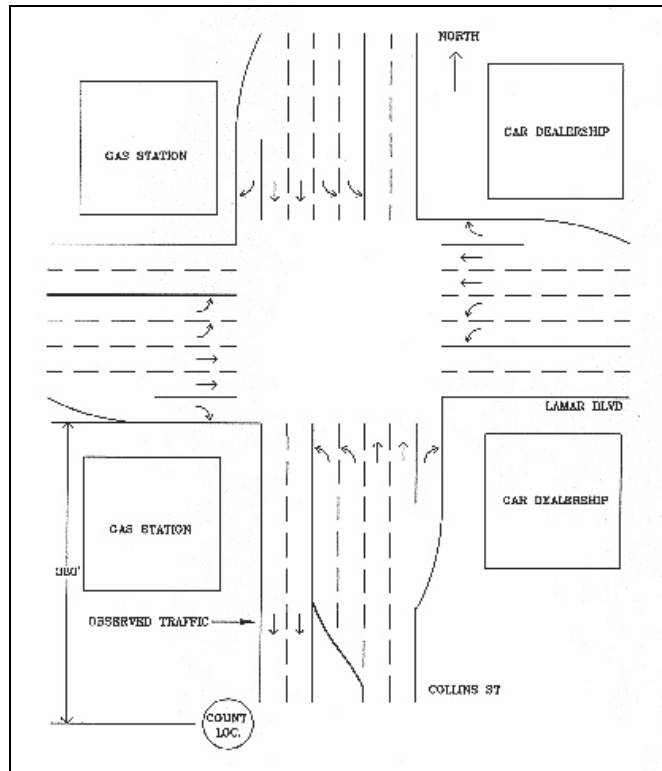 NORTH
GAS STATION
CAR DEALERSHIP
LAMAR BLVD
GAS STATION
CAR DEALERSHIP
OBSERVED TRAFFIC
COLLINS ST
COUNT
LOC.